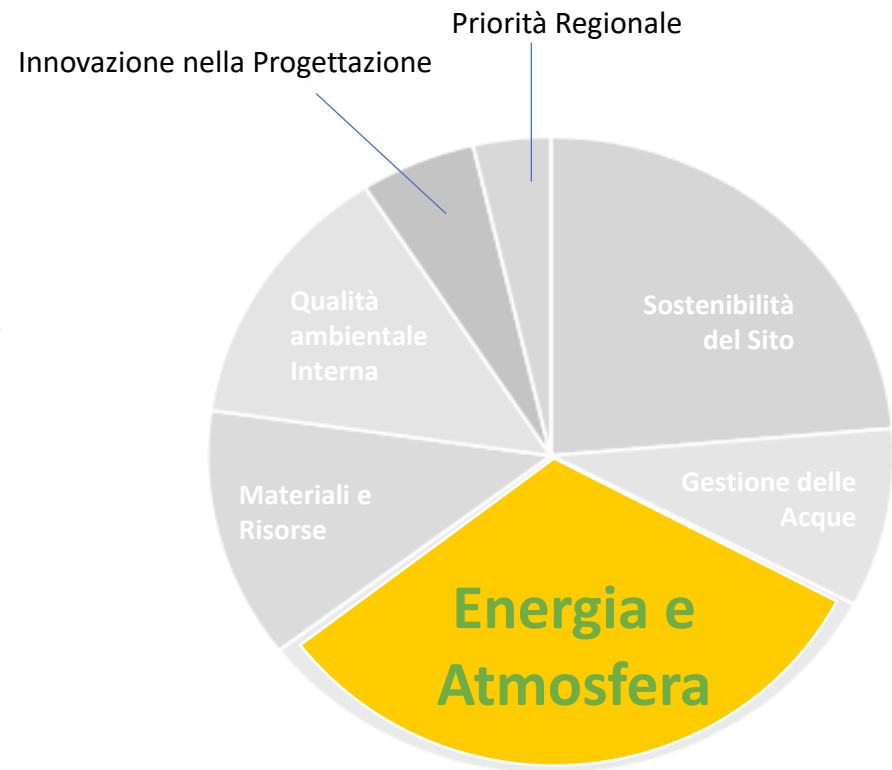 Priorità Regionale
Innovazione nella Progettazione
Qualità
ambientale
Interna
Sostenibilità
del Sito
Materiali e
Risorse
Gestione delle
Acque
Energia e
Atmosfera